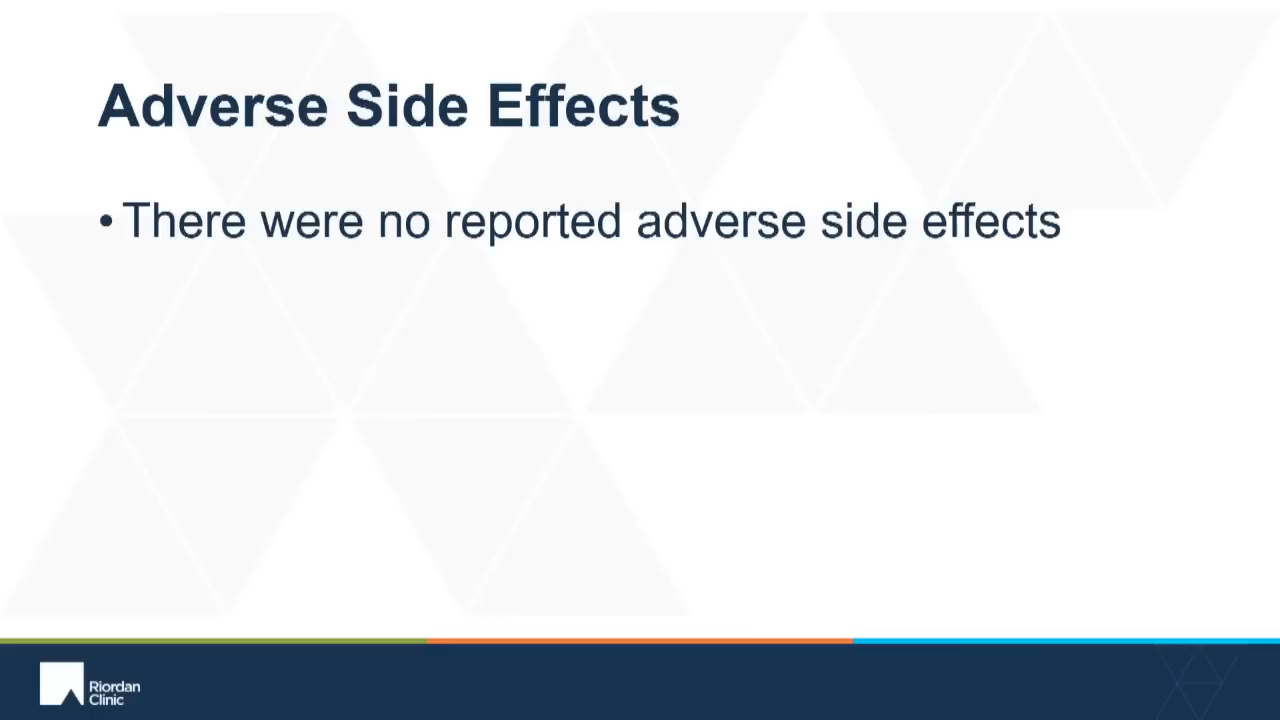 Adverse Side Effects
• There were no reported adverse side effects
Riordan
Clinic